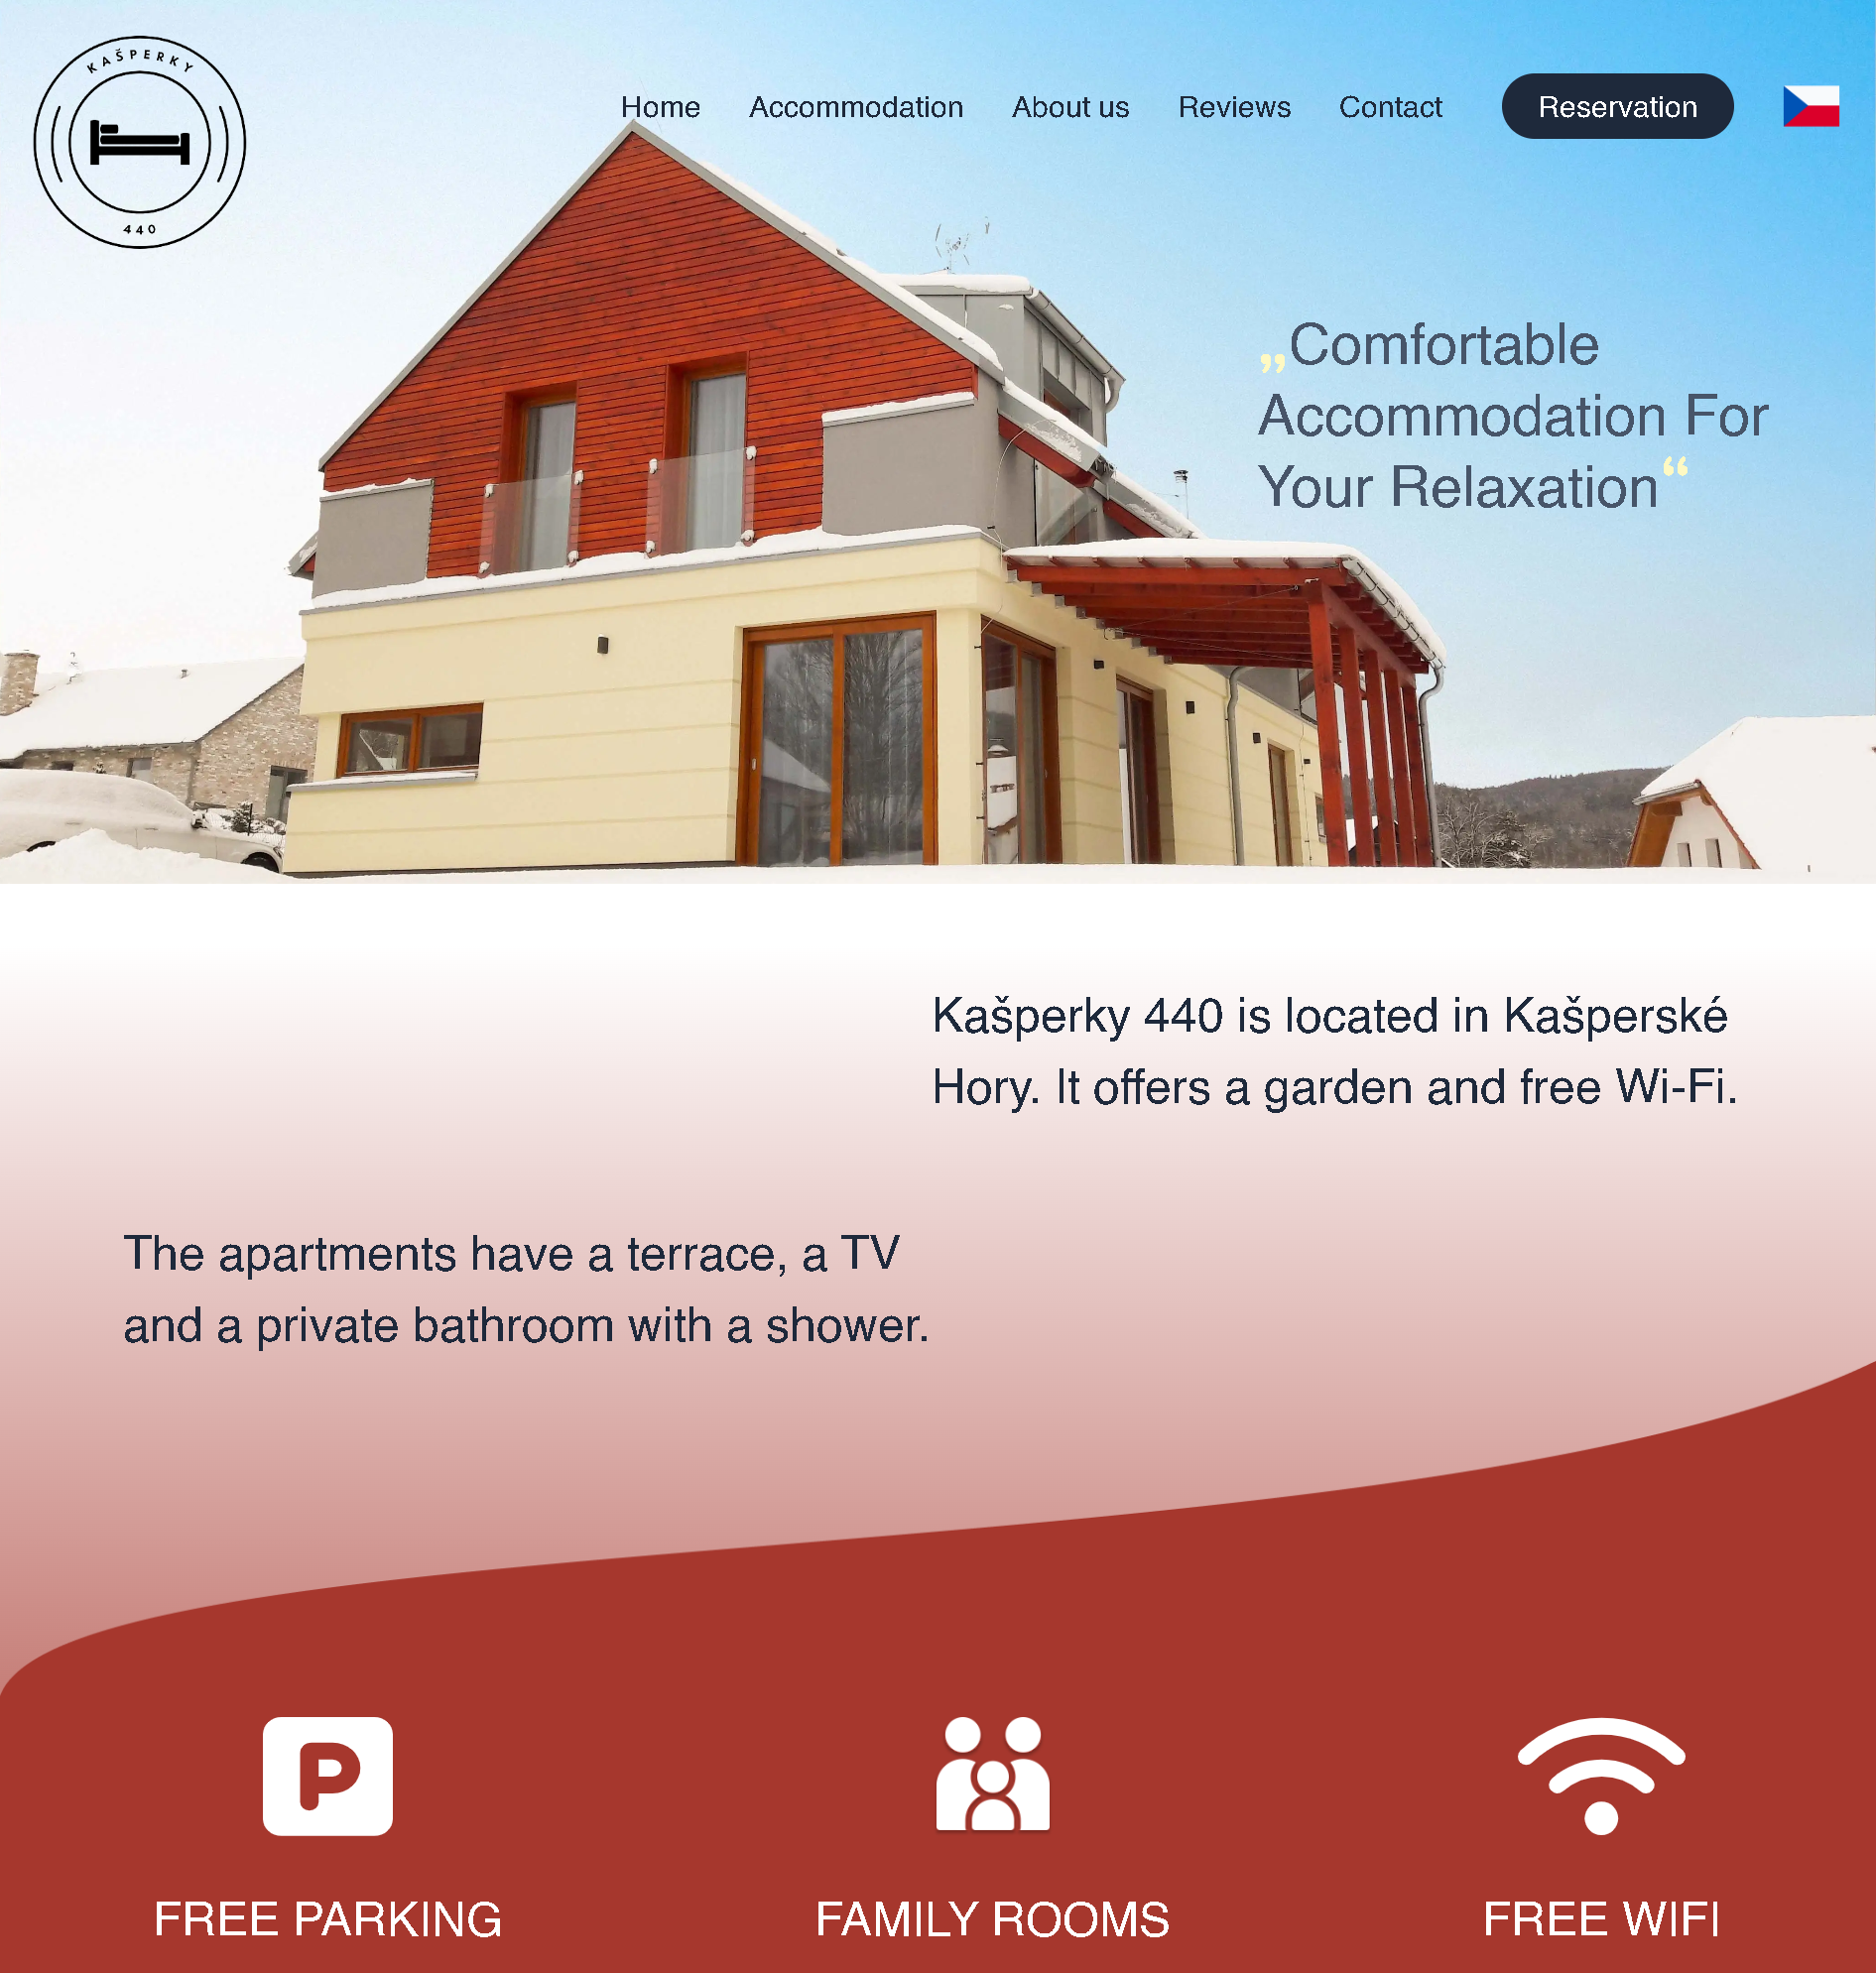 KAŠPERKY
440
Home Accommodation About us Reviews Contact Reservation
„Comfortable
Accommodation For
Your Relaxation“
Kašperky 440 is located in Kašperské
Hory. It offers a garden and free Wi-Fi.
The apartments have a terrace, a TV
and a private bathroom with a shower.
P
FREE PARKING
FAMILY ROOMS
FREE WIFI